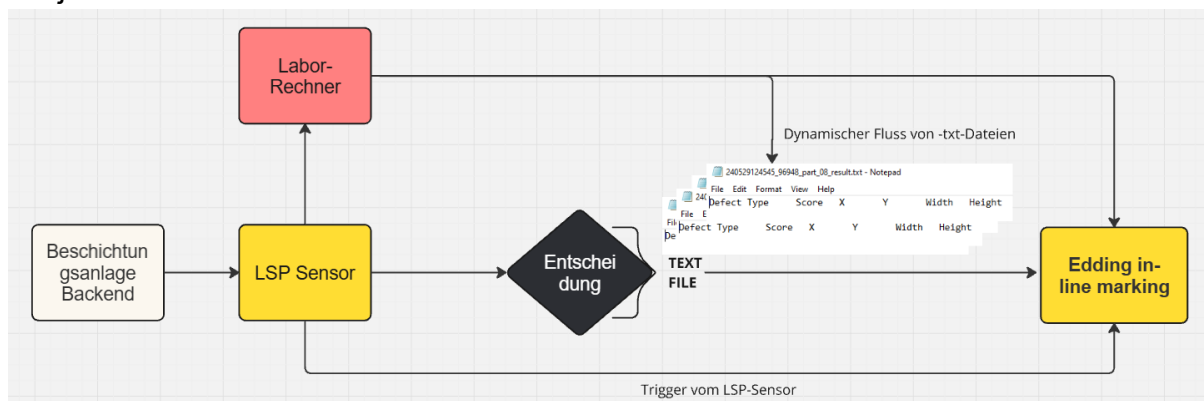 Labor-
Rechner
Dynamischer Fluss von -txt-Dateien
240529124545_96948_part_08_result.txt - Notepad
File Edit Format View Help
Defect Type Score X Y Width Height
Defect Type Score X Y Width Height
Beschichtun
gsanlage
Backend
LSP Sensor
Entschei
dung
TEXT
FILE
Edding in-
line marking
Trigger vom LSP-Sensor